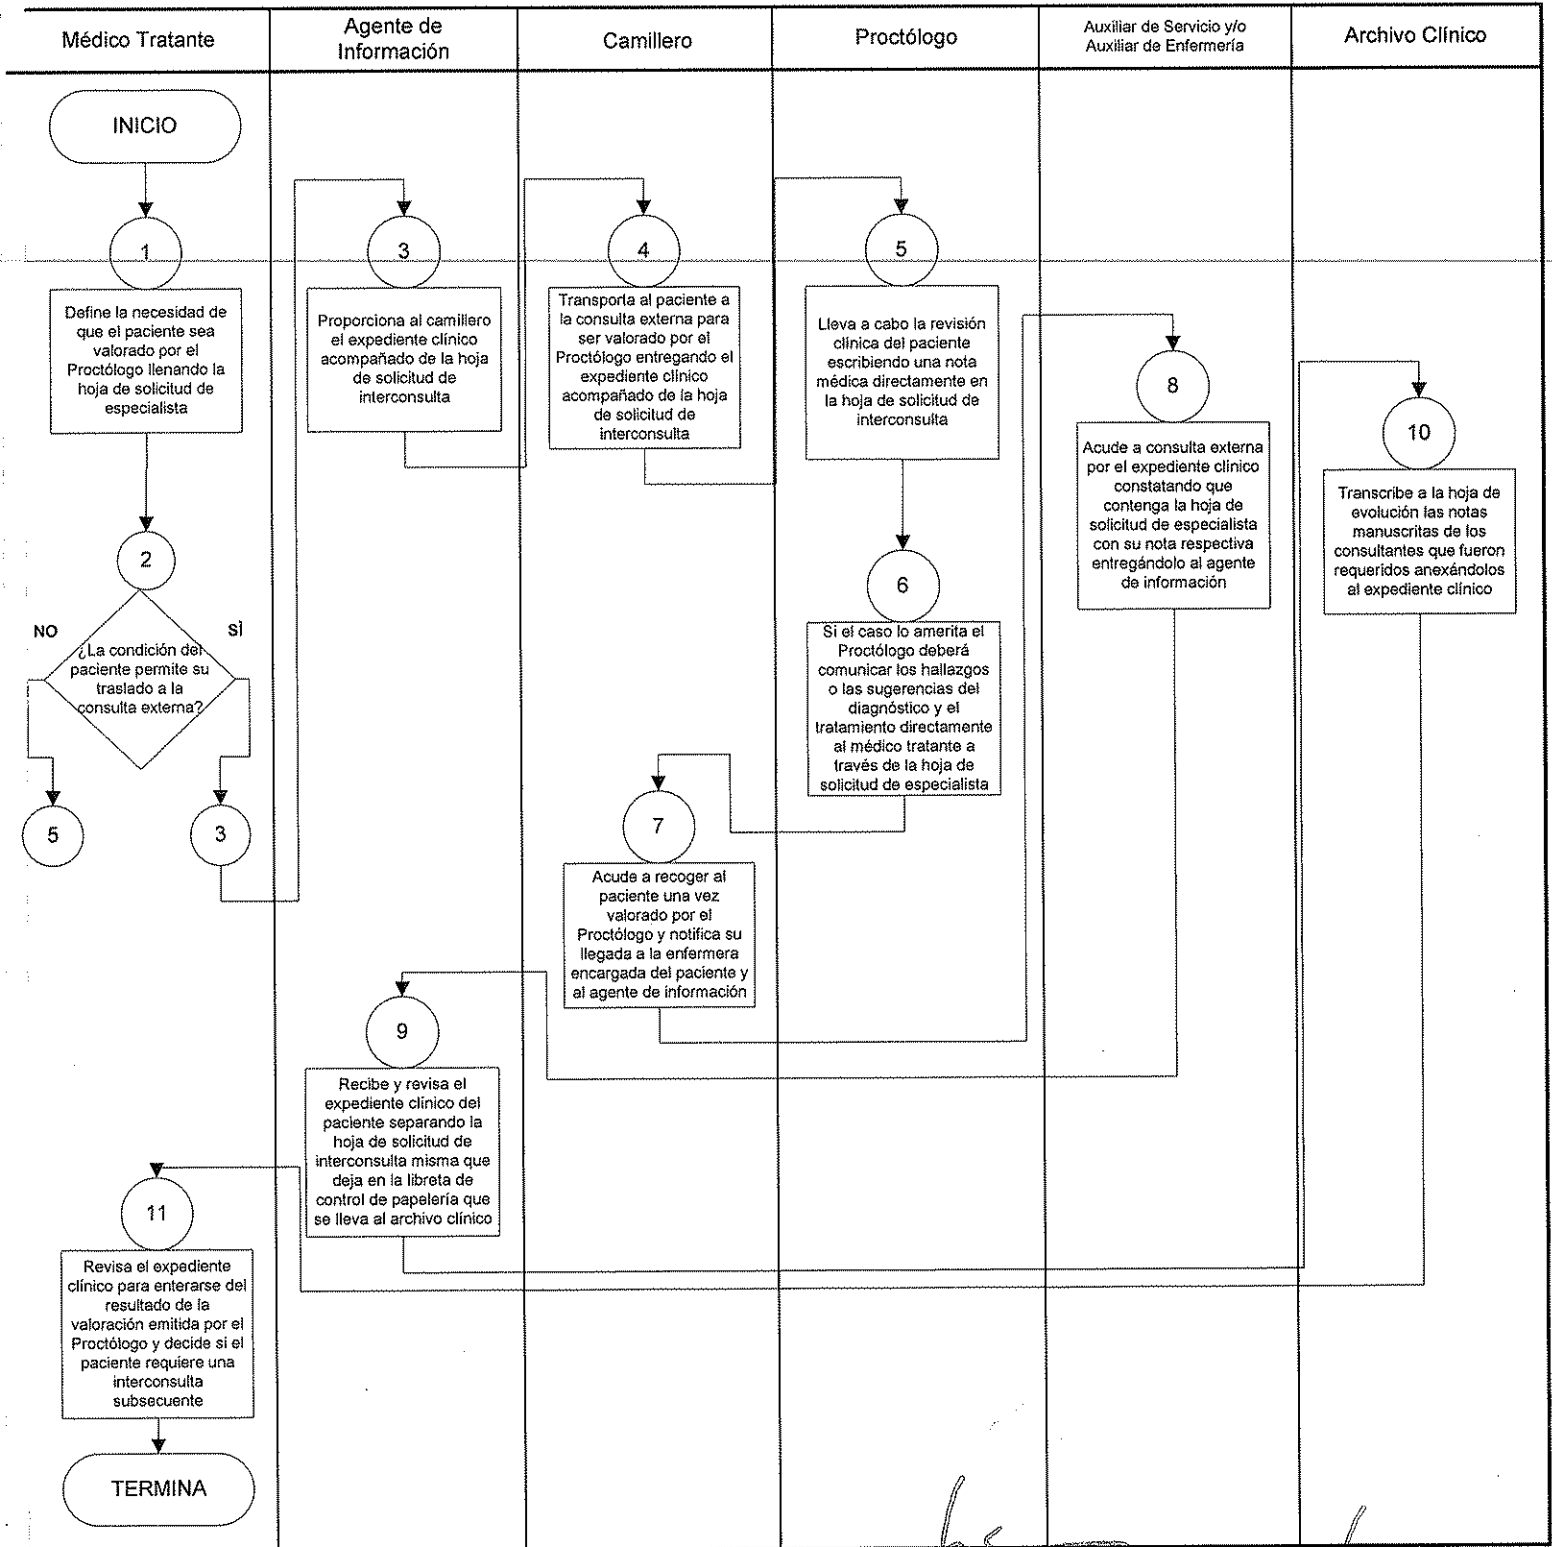 Médico Tratante
Agente de
Información
Camillero
Proctólogo
Auxiliar de Servicio y/o
Auxiliar de Enfermería
Archivo Clínico
INICIO
1
Define la necesidad de
que el paciente sea
valorado por el
Proctólogo llenando la
hoja de solicitud de
especialista
2
NO
SÌ
¿La condición del
paciente permite su
traslado a la
consulta externa?
5
3
3
Proporciona al camillero
el expediente clínico
acompañado de la hoja
de solicitud de
interconsulta
4
Transporta al paciente a
la consulta externa para
ser valorado por el
Proctólogo entregando el
expediente clínico
acompañado de la hoja
de solicitud de
interconsulta
5
Lleva a cabo la revisión
clínica del paciente
escribiendo una nota
médica directamente en
la hoja de solicitud de
interconsulta
6
Si el caso lo amerita el
Proctólogo deberá
comunicar los hallazgos
o las sugerencias del
diagnóstico y el
tratamiento directamente
al médico tratante a
través de la hoja de
solicitud de especialista
7
Acude a recoger al
paciente una vez
valorado por el
Proctólogo y notifica su
llegada a la enfermera
encargada del paciente y
al agente de información
8
Acude a consulta externa
por el expediente clínico
constatando que
contenga la hoja de
solicitud de especialista
con su nota respectiva
entregándolo al agente
de información
9
Recibe y revisa el
expediente clínico del
paciente separando la
hoja de solicitud de
interconsulta misma que
deja en la libreta de
control de papelería que
se lleva al archivo clínico
10
Transcribe a la hoja de
evolución las notas
manuscritas de los
consultantes que fueron
requeridos anexándolos
al expediente clínico
11
Revisa el expediente
clínico para enterarse del
resultado de la
valoración emitida por el
Proctólogo y decide si el
paciente requiere una
interconsulta
subsecuente
TERMINA